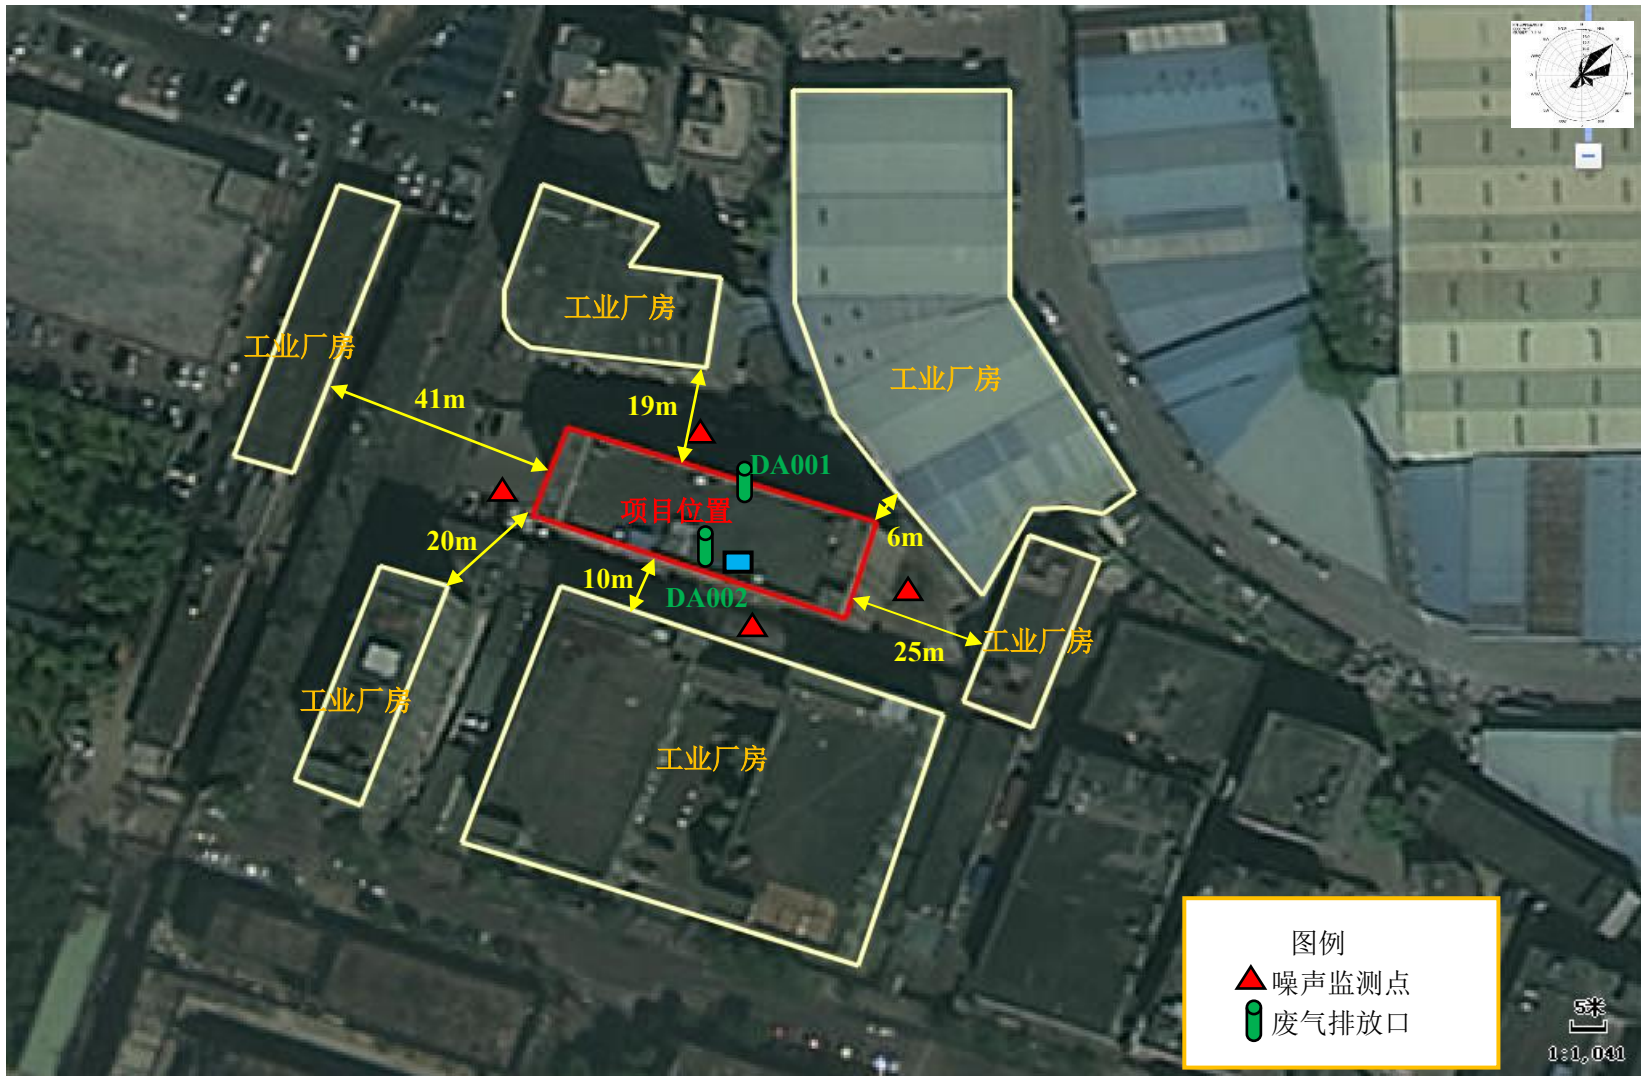 工业厂房
工业厂房
工业厂房
41m
19m
DA001
项目位置
6m
20m
10m
DA002
25m
工业厂房
工业厂房
工业厂房
图例
噪声监测点
废气排放口
5米
1:1,041